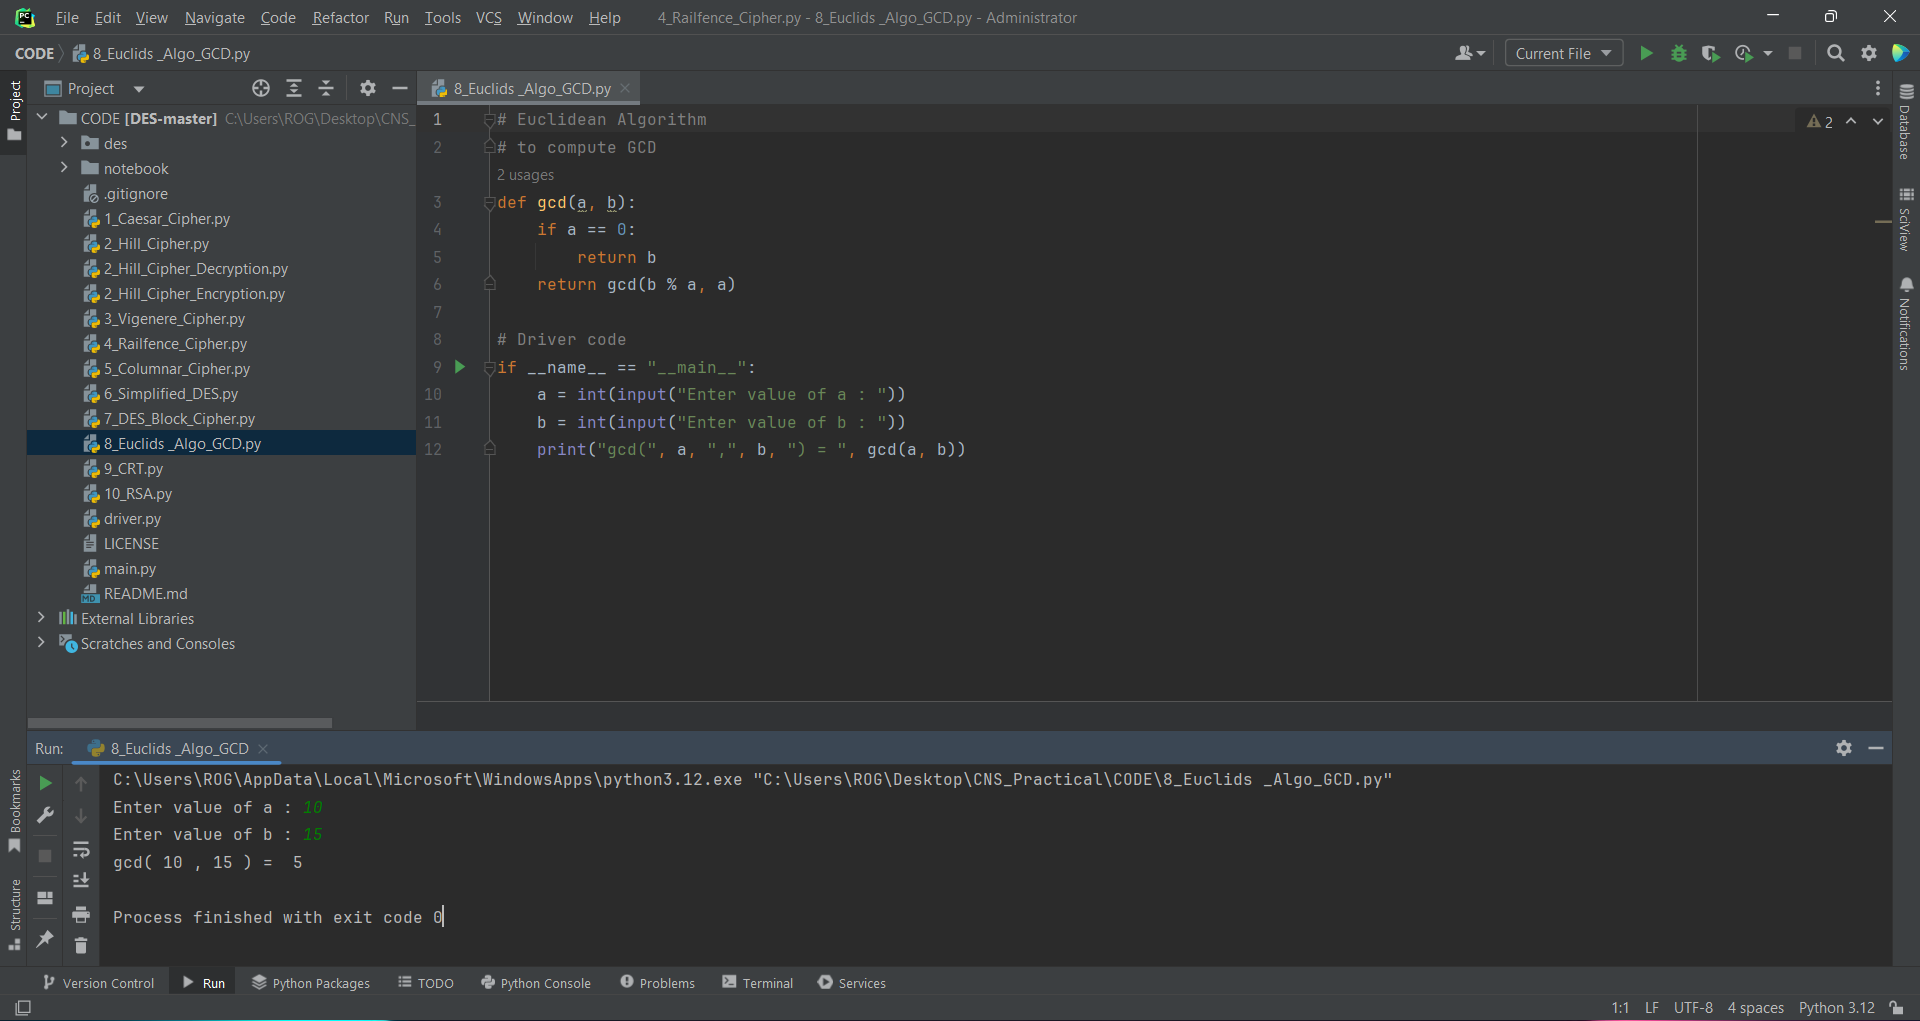 File Edit View Navigate Code Refactor Run Tools VCS Window Help 4_Railfence_Cipher.py - 8_Euclids _Algo_GCD.py - Administrator
CODE 8_Euclids _Algo_GCD.py Current File
Project
Project
8_Euclids _Algo_GCD.py
CODE [DES-master] C:\Users\ROG\Desktop\CNS_
des
notebook
.gitignore
1_Caesar_Cipher.py
2_Hill_Cipher.py
2_Hill_Cipher_Decryption.py
2_Hill_Cipher_Encryption.py
3_Vigenere_Cipher.py
4_Railfence_Cipher.py
5_Columnar_Cipher.py
6_Simplified_DES.py
7_DES_Block_Cipher.py
8_Euclids _Algo_GCD.py
9_CRT.py
10_RSA.py
driver.py
LICENSE
main.py
README.md
External Libraries
Scratches and Consoles
1 # Euclidean Algorithm
2 # to compute GCD
2 usages
3 def gcd(a, b):
4 if a == 0:
5 return b
6 return gcd(b % a, a)
7
8 # Driver code
9 if __name__ == "__main__":
10 a = int(input("Enter value of a : "))
11 b = int(input("Enter value of b : "))
12 print("gcd(", a, ",", b, ") = ", gcd(a, b))
2
Database
SciView
Notifications
Run: 8_Euclids _Algo_GCD
C:\Users\ROG\AppData\Local\Microsoft\WindowsApps\python3.12.exe "C:\Users\ROG\Desktop\CNS_Practical\CODE\8_Euclids _Algo_GCD.py"
Enter value of a : 10
Enter value of b : 15
gcd( 10 , 15 ) =  5
Process finished with exit code 0
Bookmarks
Structure
Version Control Run Python Packages TODO Python Console Problems Terminal Services
1:1 LF UTF-8 4 spaces Python 3.12